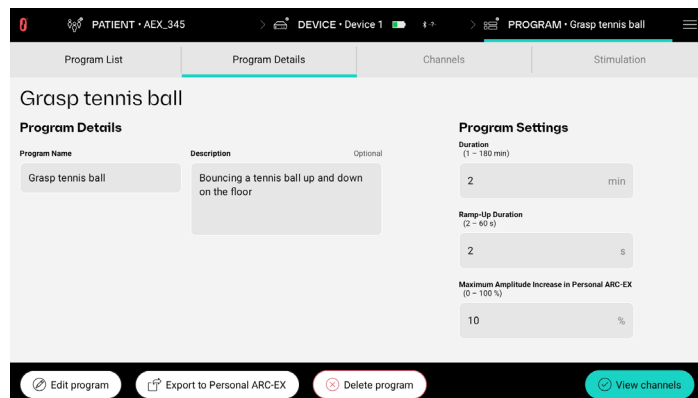 PATIENT • AEX_345
DEVICE • Device 1
-?-
PROGRAM • Grasp tennis ball
Program List
Program Details
Channels
Stimulation
Grasp tennis ball
Program Details
Program Name
Grasp tennis ball
Description
Optional
Bouncing a tennis ball up and down
on the floor
Program Settings
Duration
(1 – 180 min)
2 min
Ramp-Up Duration
(2 – 60 s)
2 s
Maximum Amplitude Increase in Personal ARC-EX
(0 – 100 %)
10 %
Edit program
Export to Personal ARC-EX
Delete program
View channels